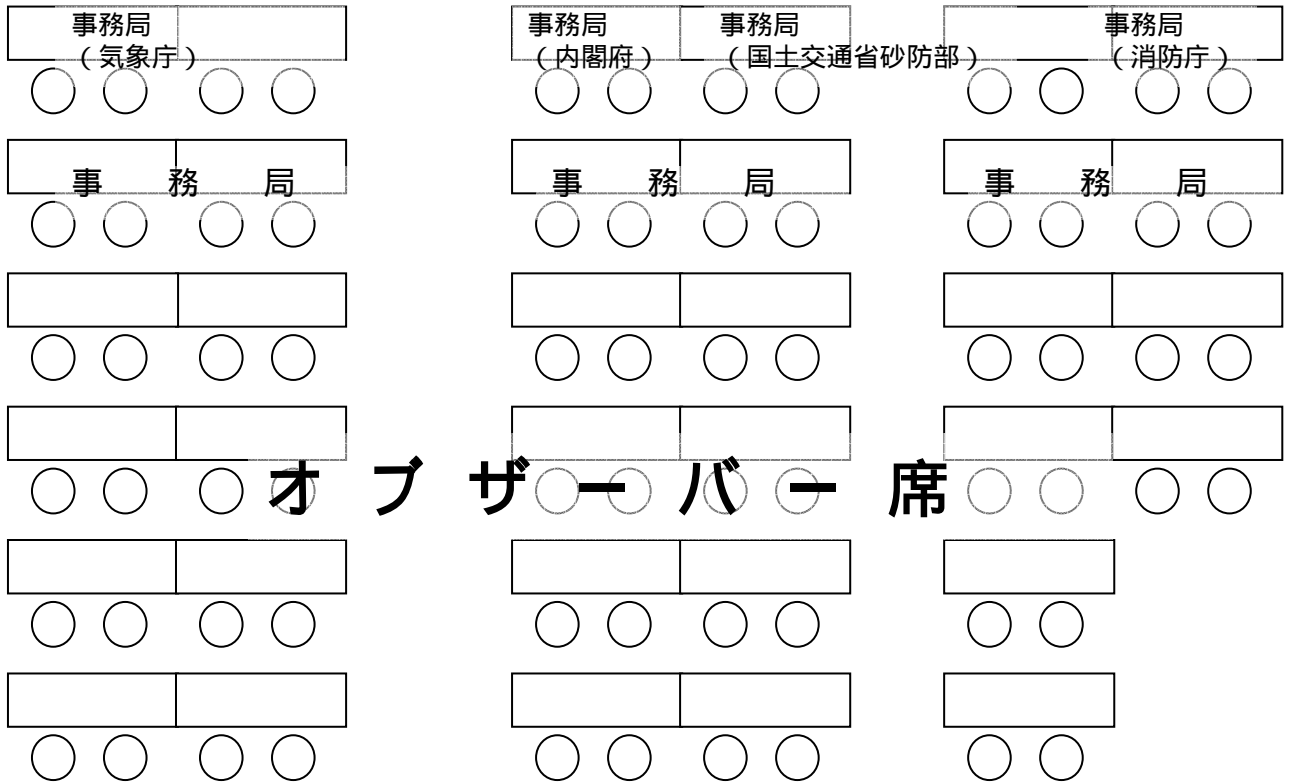 事務局 事務局 事務局 事務局
（気象庁） （内閣府） （国土交通省砂防部） （消防庁）
事 務 局 事 務 局 事 務 局
オ ブ ザ ー バ ー 席